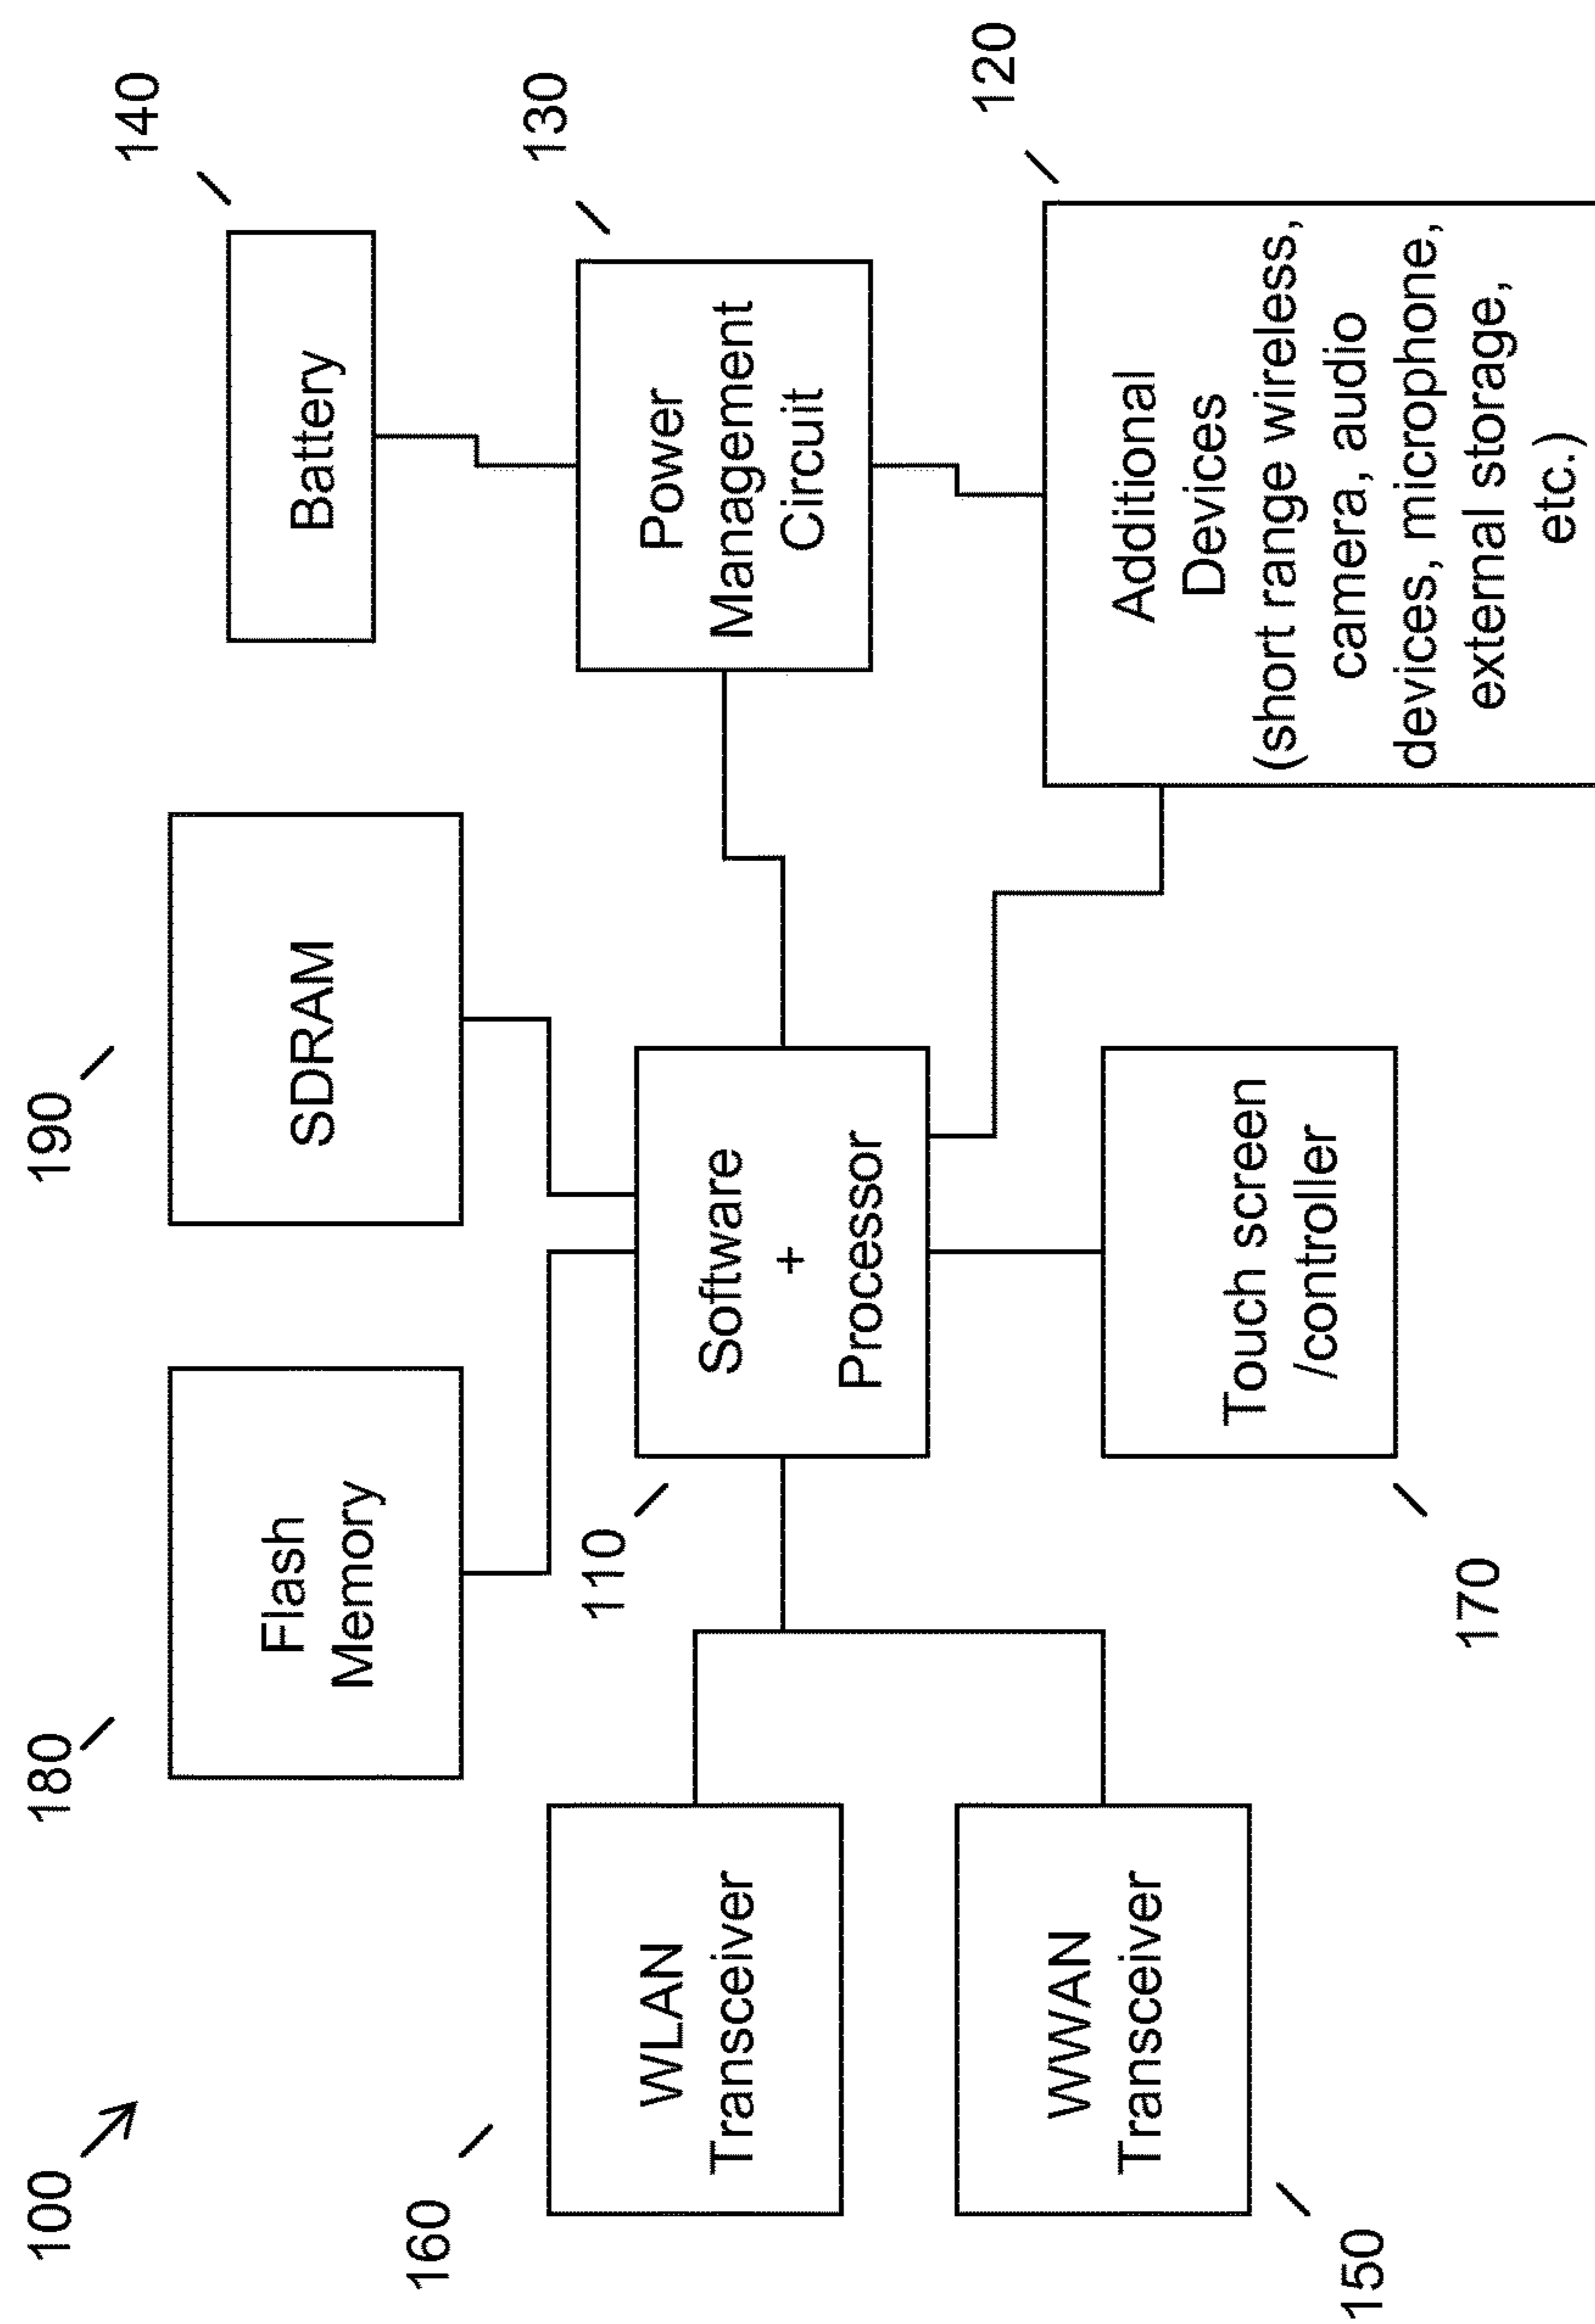 100
180
190
140
Flash
Memory
SDRAM
Battery
160
WLAN
Transceiver
110
Software
+
Processor
130
Power
Management
Circuit
150
WWAN
Transceiver
170
Touch screen
/controller
120
Additional
Devices
(short range wireless,
camera, audio
devices, microphone,
external storage,
etc.)